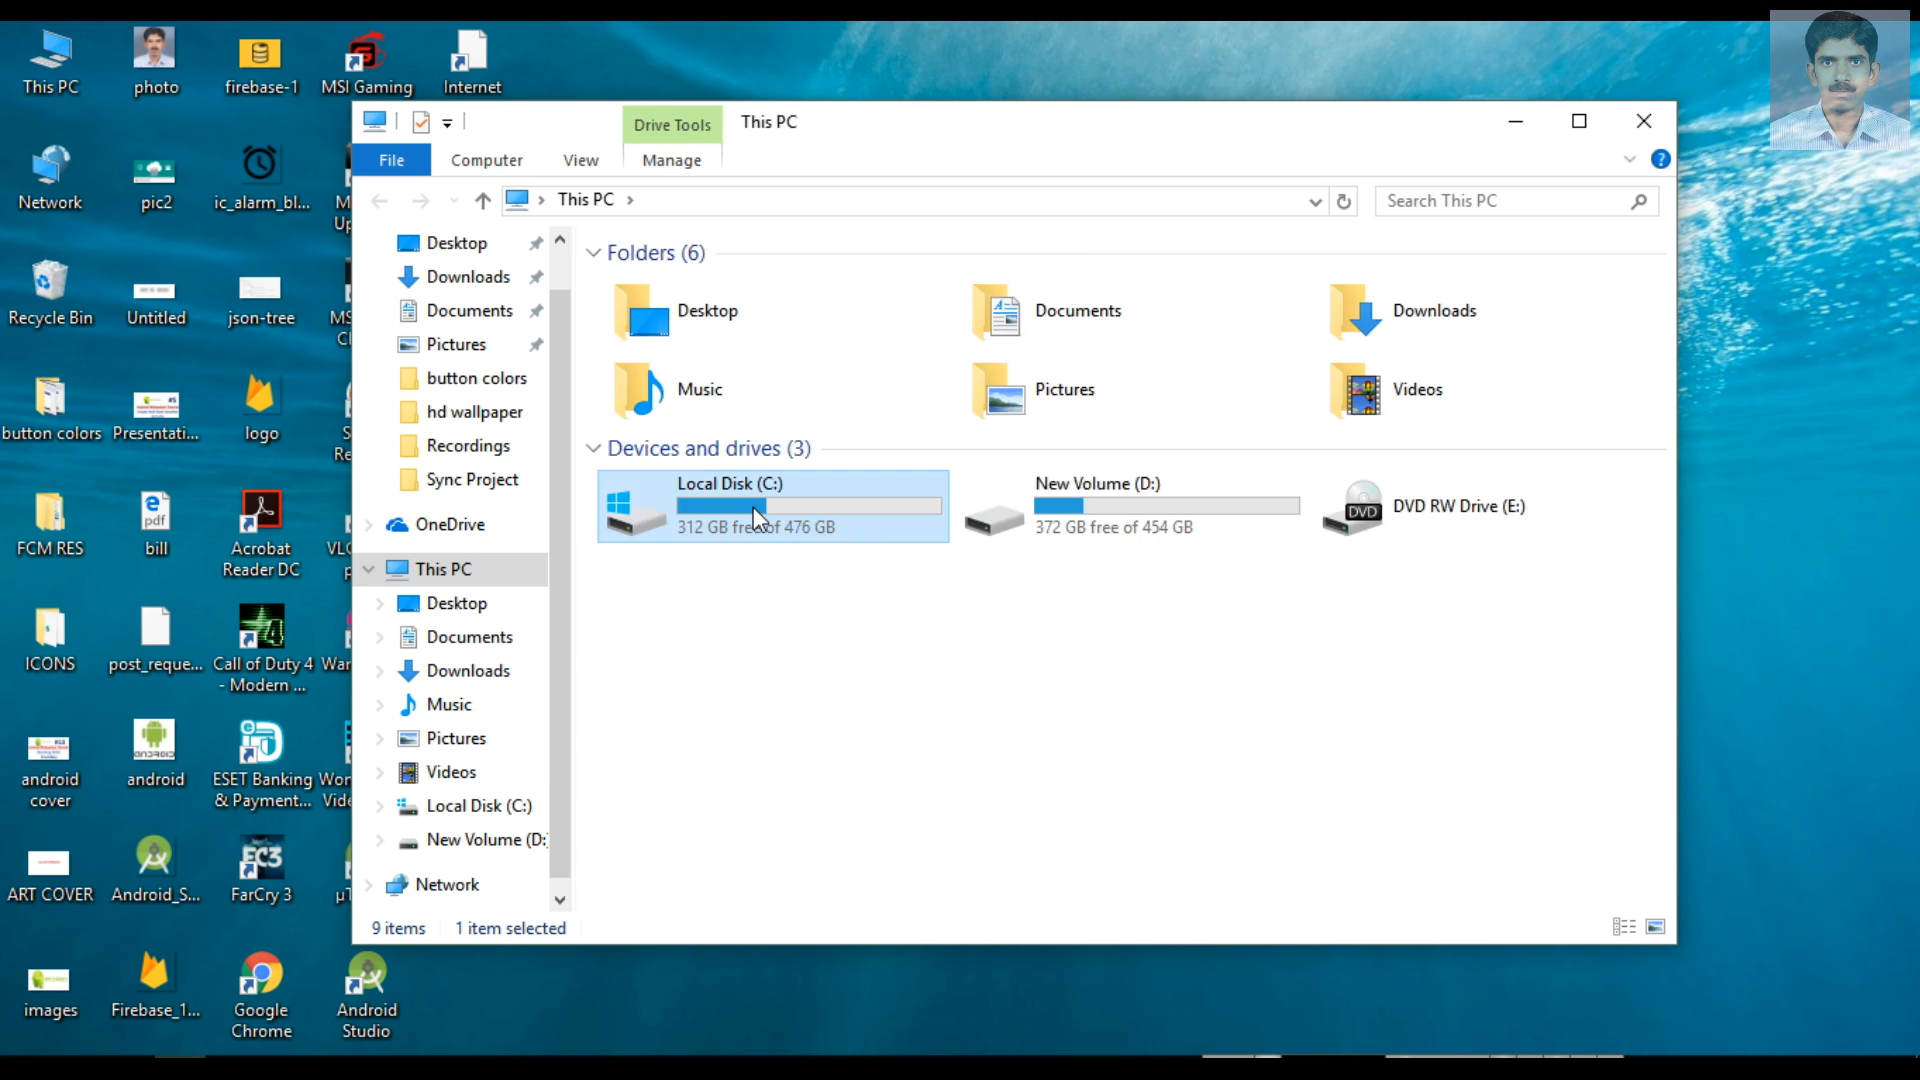 This PC
photo
firebase-1
MSI Gaming
Internet
Network
pic2
ic_alarm_bl...
Recycle Bin
Untitled
json-tree
button colors
Presentati...
logo
FCM RES
bill
Acrobat
Reader DC
ICONS
post_reque...
Call of Duty 4
- Modern ...
android
cover
android
ESET Banking
& Payment...
ART COVER
Android_S...
FarCry 3
images
Firebase_1...
Google
Chrome
Android
Studio
Drive Tools
This PC
File
Computer
View
Manage
This PC
Search This PC
Desktop
Downloads
Documents
Pictures
button colors
hd wallpaper
Recordings
Sync Project
OneDrive
This PC
Desktop
Documents
Downloads
Music
Pictures
Videos
Local Disk (C:)
New Volume (D:
Network
Folders (6)
Desktop
Documents
Downloads
Music
Pictures
Videos
Devices and drives (3)
Local Disk (C:)
312 GB free of 476 GB
New Volume (D:)
372 GB free of 454 GB
DVD RW Drive (E:)
9 items
1 item selected